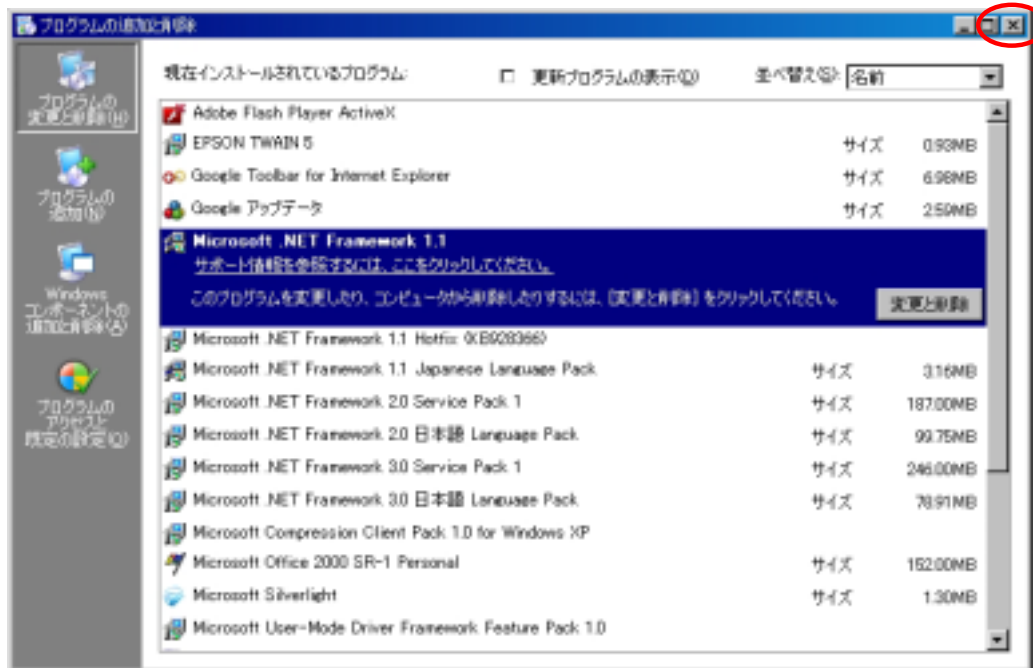 プログラムの追加と削除
プログラムの
変更と削除(H)
プログラムの
追加(N)
Windows
コンポーネントの
追加と削除(A)
プログラムの
アクセスと
既定の設定(O)
現在インストールされているプログラム:
更新プログラムの表示(D)
並べ替え(S):
名前
Adobe Flash Player ActiveX
EPSON TWAIN 5 サイズ 0.93MB
Google Toolbar for Internet Explorer サイズ 6.98MB
Google アップデータ サイズ 2.59MB
Microsoft .NET Framework 1.1
サポート情報を参照するには、ここをクリックしてください。
このプログラムを変更したり、コンピュータから削除したりするには、[変更と削除] をクリックしてください。 変更と削除
Microsoft .NET Framework 1.1 Hotfix (KB928366)
Microsoft .NET Framework 1.1 Japanese Language Pack サイズ 3.16MB
Microsoft .NET Framework 2.0 Service Pack 1 サイズ 187.00MB
Microsoft .NET Framework 2.0 日本語 Language Pack サイズ 99.75MB
Microsoft .NET Framework 3.0 Service Pack 1 サイズ 246.00MB
Microsoft .NET Framework 3.0 日本語 Language Pack サイズ 78.91MB
Microsoft Compression Client Pack 1.0 for Windows XP
Microsoft Office 2000 SR-1 Personal サイズ 152.00MB
Microsoft Silverlight サイズ 1.30MB
Microsoft User-Mode Driver Framework Feature Pack 1.0